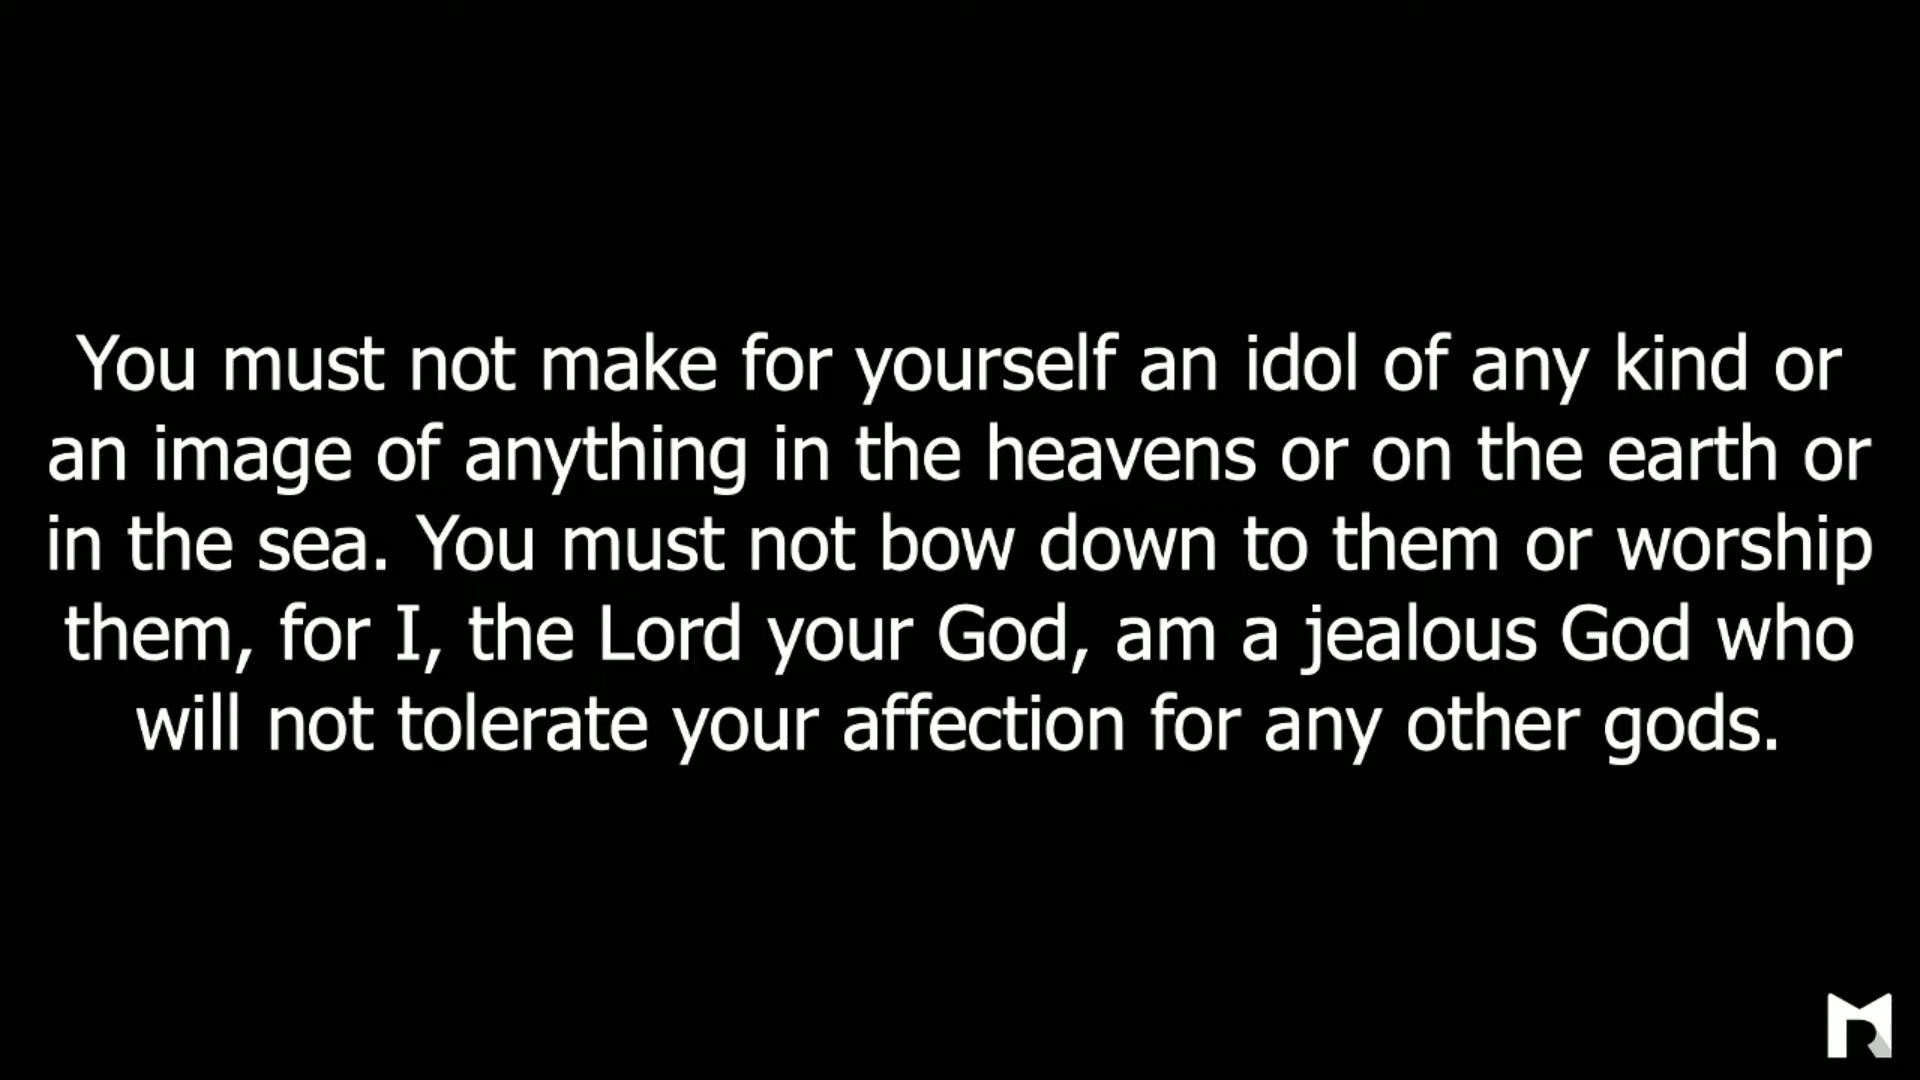 You must not make for yourself an idol of any kind or
an image of anything in the heavens or on the earth or
in the sea. You must not bow down to them or worship
them, for I, the Lord your God, am a jealous God who
will not tolerate your affection for any other gods.